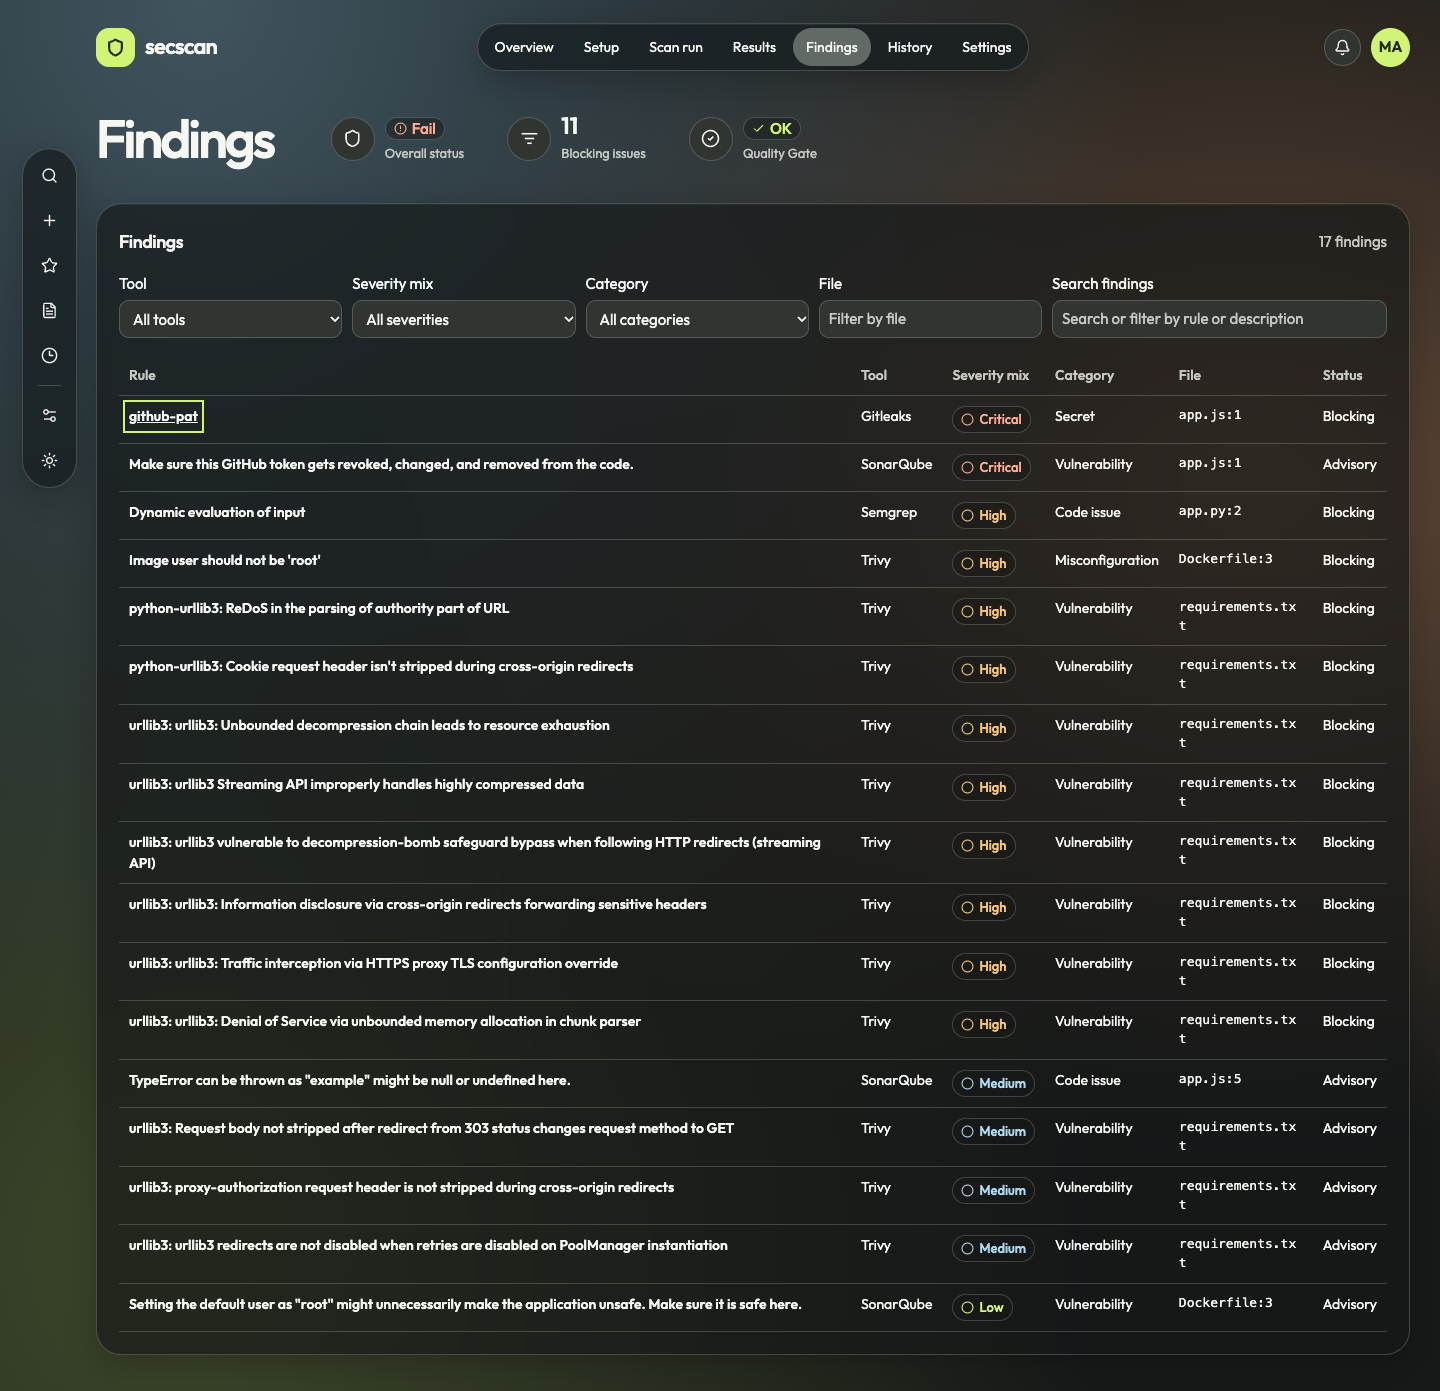 secscan
Overview Setup Scan run Results Findings History Settings
MA
Findings
Fail
Overall status
11
Blocking issues
OK
Quality Gate
Findings
17 findings
Tool Severity mix Category File Search findings
All tools All severities All categories Filter by file Search or filter by rule or description
Rule Tool Severity mix Category File Status
github-pat Gitleaks Critical Secret app.js:1 Blocking
Make sure this GitHub token gets revoked, changed, and removed from the code. SonarQube Critical Vulnerability app.js:1 Advisory
Dynamic evaluation of input Semgrep High Code issue app.py:2 Blocking
Image user should not be 'root' Trivy High Misconfiguration Dockerfile:3 Blocking
python-urllib3: ReDoS in the parsing of authority part of URL Trivy High Vulnerability requirements.tx Blocking
t
python-urllib3: Cookie request header isn't stripped during cross-origin redirects Trivy High Vulnerability requirements.tx Blocking
t
urllib3: urllib3: Unbounded decompression chain leads to resource exhaustion Trivy High Vulnerability requirements.tx Blocking
t
urllib3: urllib3 Streaming API improperly handles highly compressed data Trivy High Vulnerability requirements.tx Blocking
t
urllib3: urllib3 vulnerable to decompression-bomb safeguard bypass when following HTTP redirects (streaming Trivy High Vulnerability requirements.tx Blocking
API) t
urllib3: urllib3: Information disclosure via cross-origin redirects forwarding sensitive headers Trivy High Vulnerability requirements.tx Blocking
t
urllib3: urllib3: Traffic interception via HTTPS proxy TLS configuration override Trivy High Vulnerability requirements.tx Blocking
t
urllib3: urllib3: Denial of Service via unbounded memory allocation in chunk parser Trivy High Vulnerability requirements.tx Blocking
t
TypeError can be thrown as "example" might be null or undefined here. SonarQube Medium Code issue app.js:5 Advisory
urllib3: Request body not stripped after redirect from 303 status changes request method to GET Trivy Medium Vulnerability requirements.tx Advisory
t
urllib3: proxy-authorization request header is not stripped during cross-origin redirects Trivy Medium Vulnerability requirements.tx Advisory
t
urllib3: urllib3 redirects are not disabled when retries are disabled on PoolManager instantiation Trivy Medium Vulnerability requirements.tx Advisory
t
Setting the default user as "root" might unnecessarily make the application unsafe. Make sure it is safe here. SonarQube Low Vulnerability Dockerfile:3 Advisory